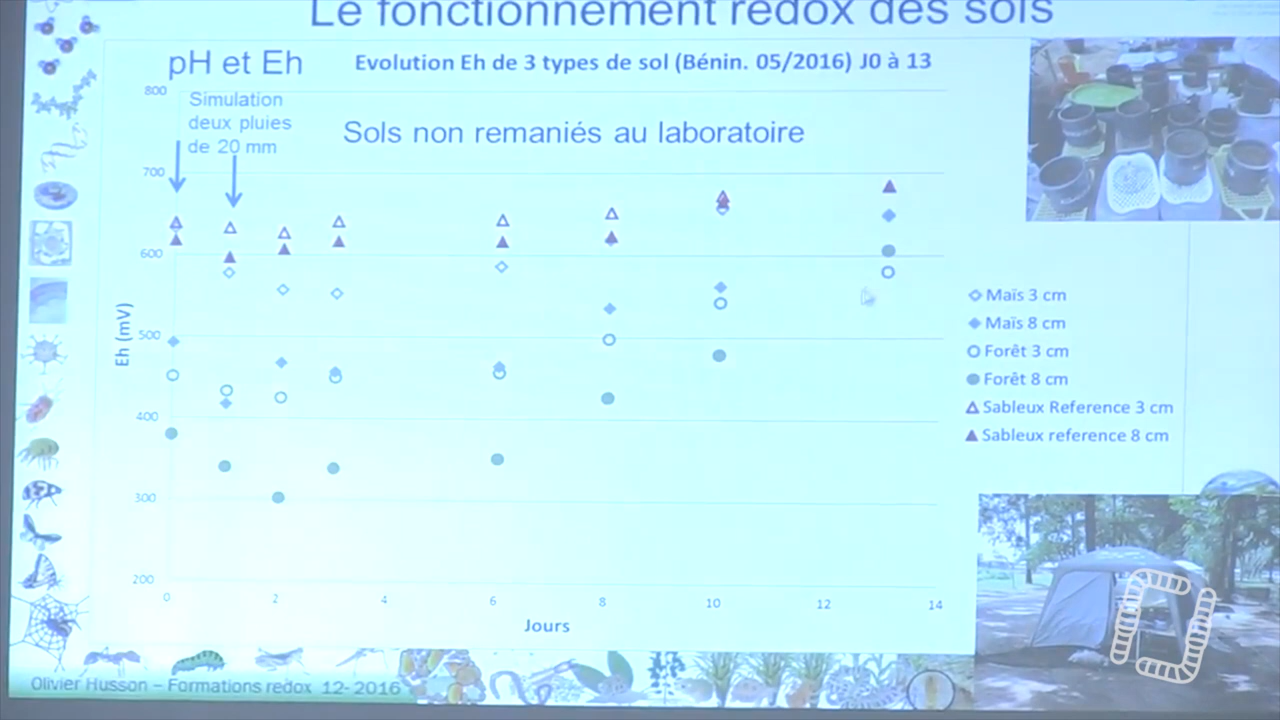 Le fonctionnement redox des sols
pH et Eh
Evolution Eh de 3 types de sol (Bénin. 05/2016) J0 à 13
Simulation
deux pluies
de 20 mm
Sols non remaniés au laboratoire
800
700
600
500
400
300
200
Eh (mV)
0
2
4
6
8
10
12
14
Jours
Maïs 3 cm
Maïs 8 cm
Forêt 3 cm
Forêt 8 cm
Sableux Reference 3 cm
Sableux reference 8 cm
Olivier Husson – Formations redox 12- 2016